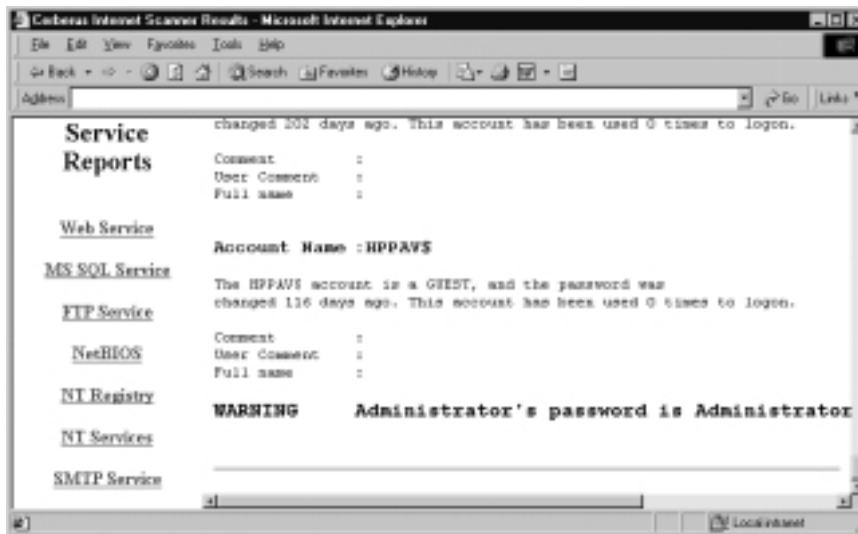 Cerberus Internet Scanner Results - Microsoft Internet Explorer
File Edit View Favorites Tools Help
Back Search Favorites History
Address Go Links
Service
Reports
Web Service
MS SQL Service
FTP Service
NetBIOS
NT Registry
NT Services
SMTP Service
changed 202 days ago. This account has been used 0 times to logon.
Comment :
User Comment :
Full name :
Account Name :HPPAV$
The HPPAV$ account is a GUEST, and the password was
changed 116 days ago. This account has been used 0 times to logon.
Comment :
User Comment :
Full name :
WARNING Administrator's password is Administrator
Local intranet